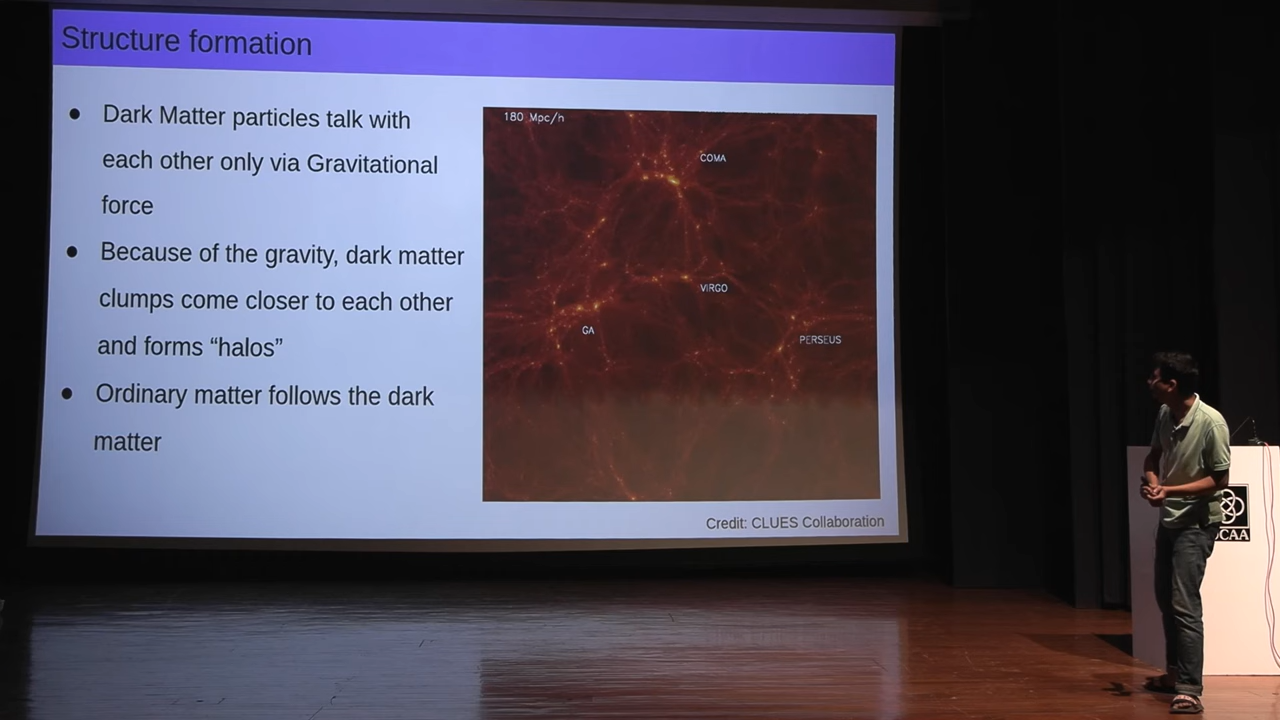 Structure formation
Dark Matter particles talk with
each other only via Gravitational
force
Because of the gravity, dark matter
clumps come closer to each other
and forms “halos”
Ordinary matter follows the dark
matter
180 Mpc/h
COMA
VIRGO
GA
PERSEUS
Credit: CLUES Collaboration
CAA